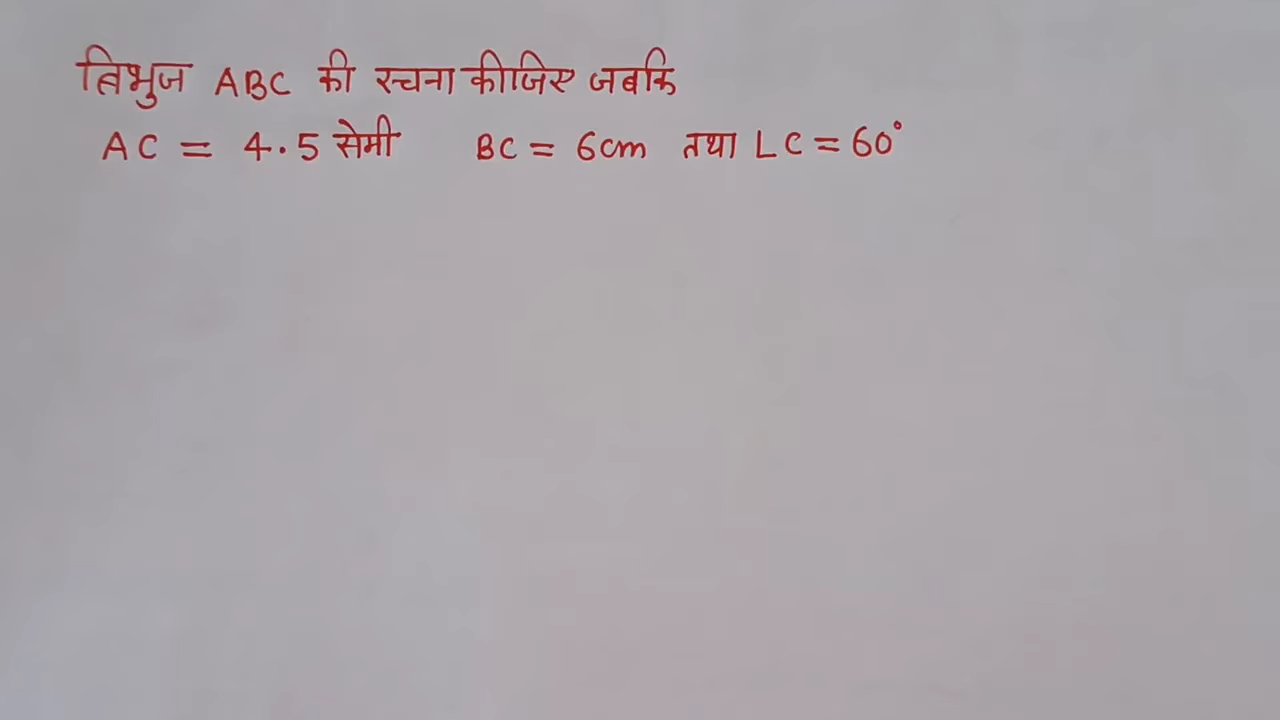 त्रिभुज ABC की रचना कीजिए जबकि
AC = 4.5 सेमी BC = 6cm तथा ∠C = 60°